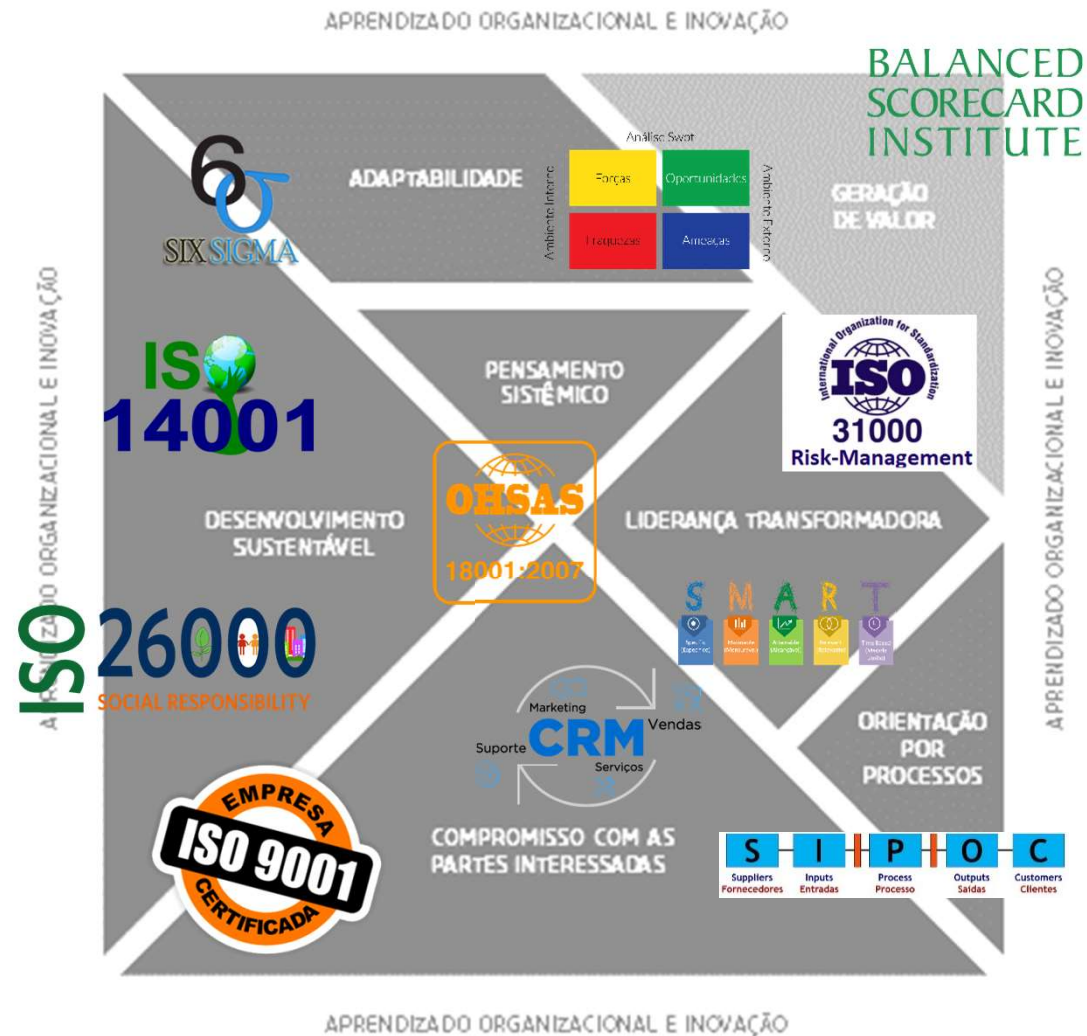 APRENDIZADO ORGANIZACIONAL E INOVAÇÃO
BALANCED
SCORECARD
INSTITUTE
6σ
SIX SIGMA
ADAPTABILIDADE
Análise Swot
Ambiente Interno
Forças
Oportunidades
Fraquezas
Ameaças
Ambiente Externo
GERAÇÃO
DE VALOR
APRENDIZADO ORGANIZACIONAL E INOVAÇÃO
ISO
14001
PENSAMENTO
SISTÊMICO
International Organization for Standardization
ISO
31000
Risk-Management
APRENDIZADO ORGANIZACIONAL E INOVAÇÃO
OHSAS
18001:2007
DESENVOLVIMENTO
SUSTENTÁVEL
LIDERANÇA TRANSFORMADORA
S M A R T
ISO
26000
SOCIAL RESPONSIBILITY
Marketing
CRM
Vendas
Suporte
Serviços
ORIENTAÇÃO
POR
PROCESSOS
EMPRESA
ISO 9001
CERTIFICADA
COMPROMISSO COM AS
PARTES INTERESSADAS
S I P O C
Suppliers Inputs Process Outputs Customers
Fornecedores Entradas Processo Saídas Clientes
APRENDIZADO ORGANIZACIONAL E INOVAÇÃO